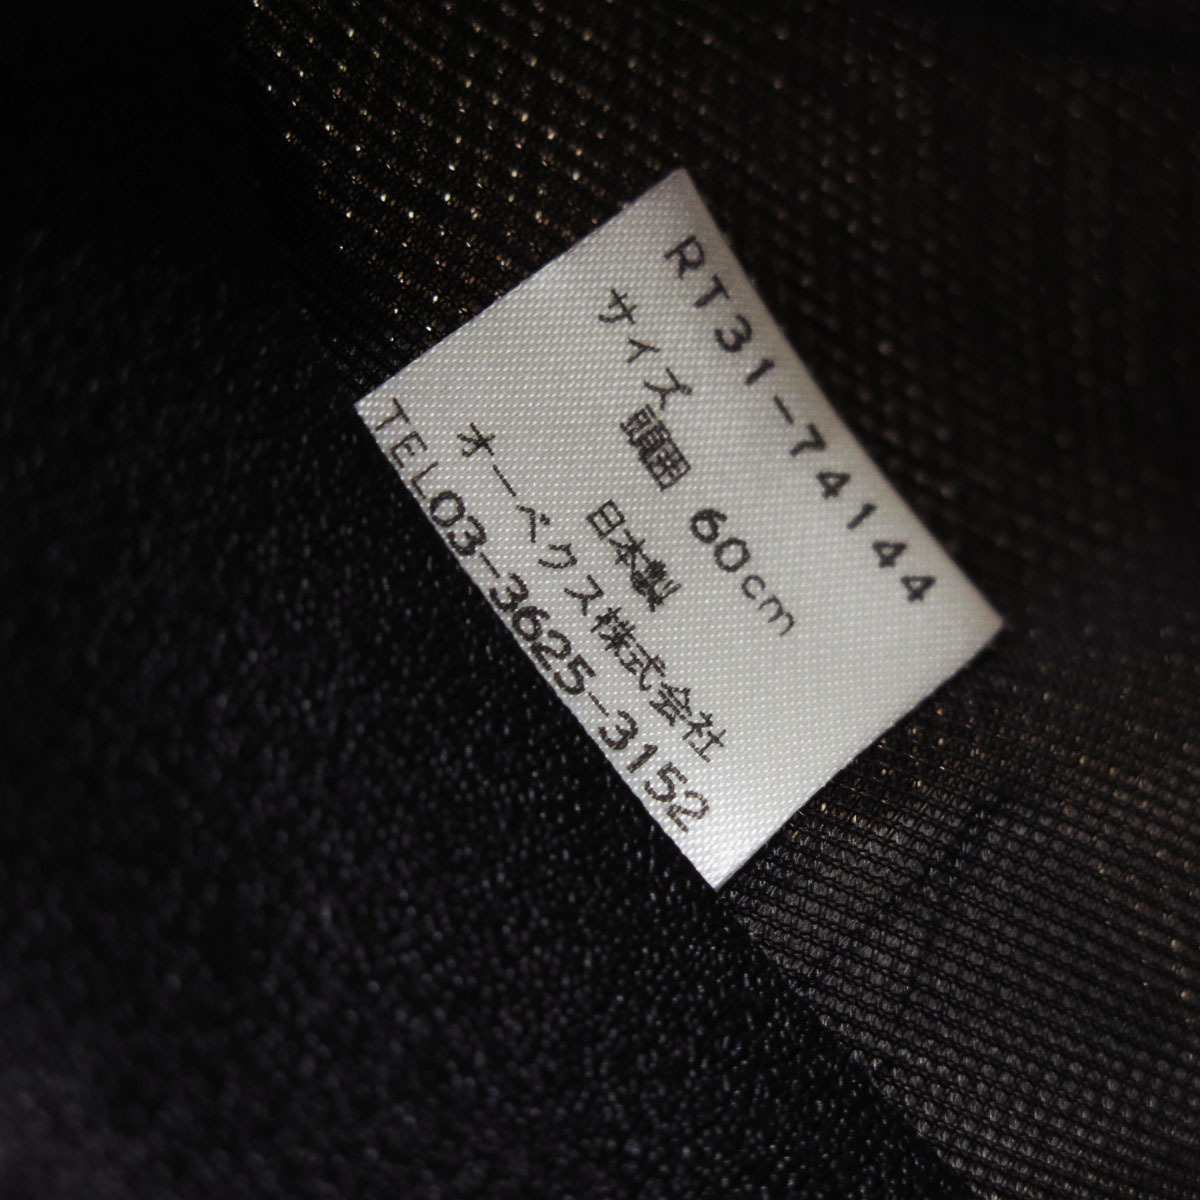 RT31-74144
サイズ 頭囲 60cm
日本製
オーベクス株式会社
TEL03-3625-3152